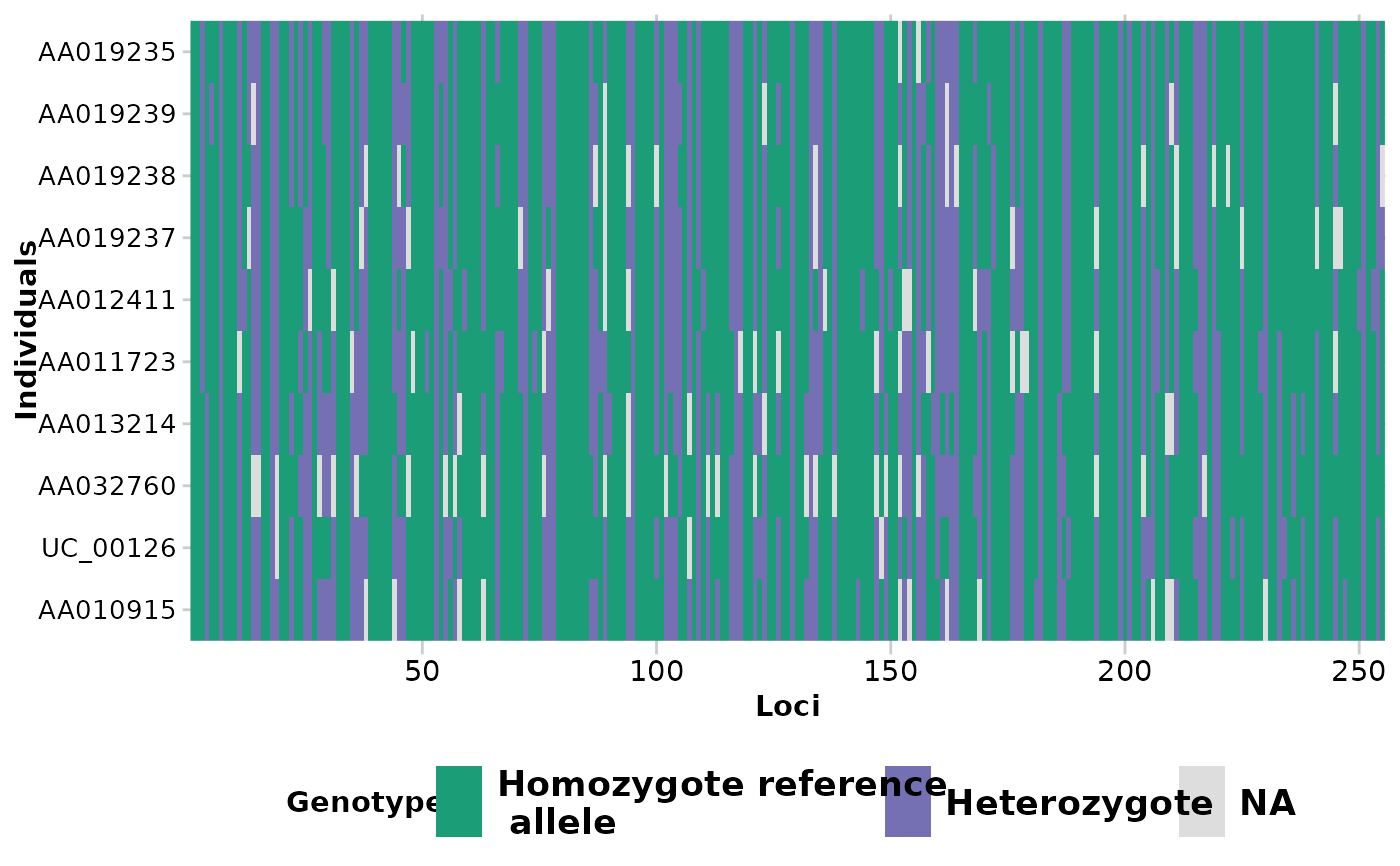 Individuals
AA019235
AA019239
AA019238
AA019237
AA012411
AA011723
AA013214
AA032760
UC_00126
AA010915
50 100 150 200 250
Loci
Genotype
Homozygote reference
allele
Heterozygote
NA